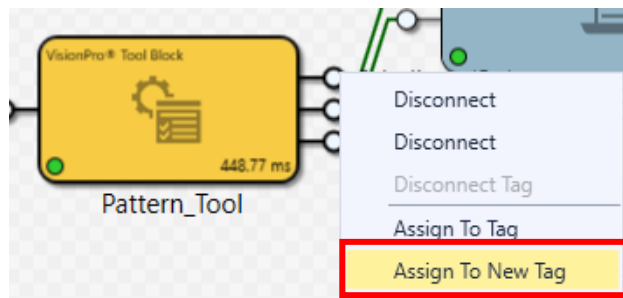 VisionPro® Tool Block
448.77 ms
Pattern_Tool
Disconnect
Disconnect
Disconnect Tag
Assign To Tag
Assign To New Tag